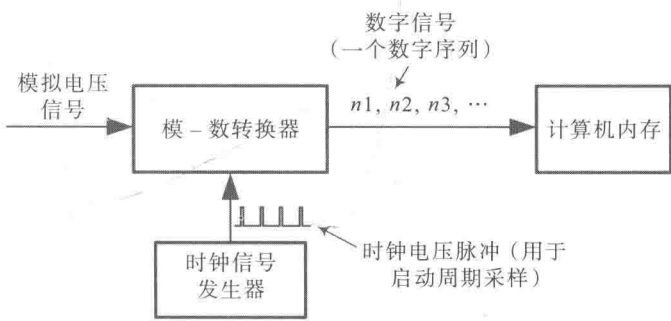 数字信号
（一个数字序列）
模拟电压
信号
n1, n2, n3, …
模－数转换器
计算机内存
时钟信号
发生器
时钟电压脉冲（用于
启动周期采样）